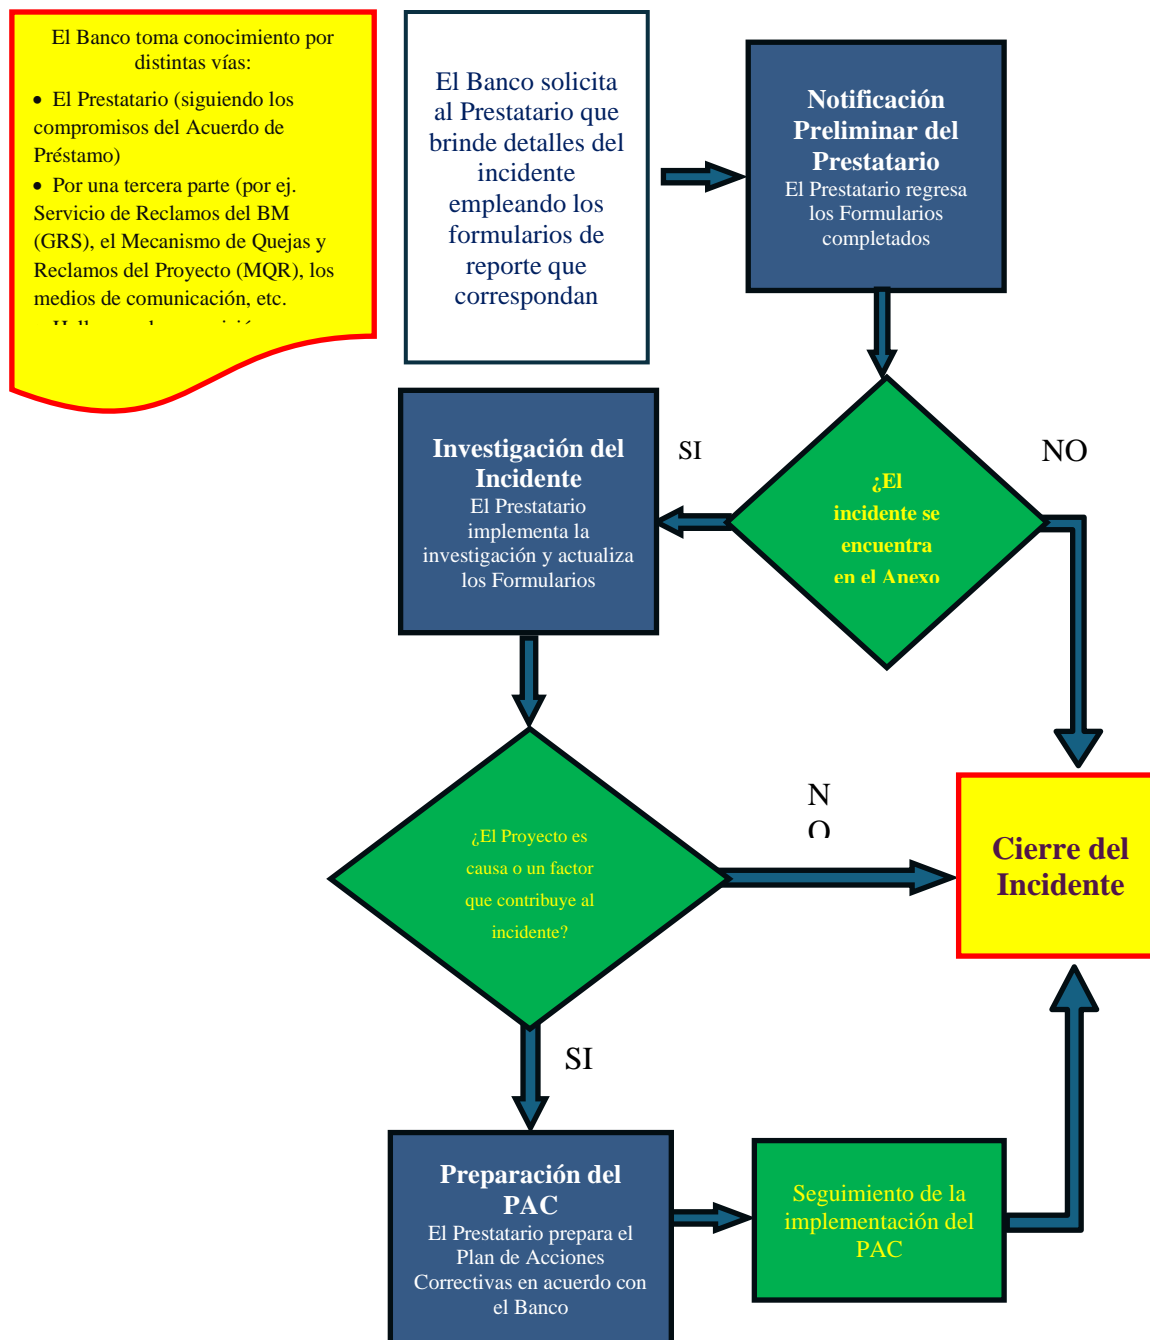 El Banco toma conocimiento por
distintas vías:
• El Prestatario (siguiendo los
compromisos del Acuerdo de
Préstamo)
• Por una tercera parte (por ej.
Servicio de Reclamos del BM
(GRS), el Mecanismo de Quejas y
Reclamos del Proyecto (MQR), los
medios de comunicación, etc.
El Banco solicita
al Prestatario que
brinde detalles del
incidente
empleando los
formularios de
reporte que
correspondan
Notificación
Preliminar del
Prestatario
El Prestatario regresa
los Formularios
completados
Investigación del
Incidente
El Prestatario
implementa la
investigación y actualiza
los Formularios
SI
¿El
incidente se
encuentra
en el Anexo
NO
¿El Proyecto es
causa o un factor
que contribuye al
incidente?
N
O
Cierre del
Incidente
SI
Preparación del
PAC
El Prestatario prepara el
Plan de Acciones
Correctivas en acuerdo con
el Banco
Seguimiento de la
implementación del
PAC